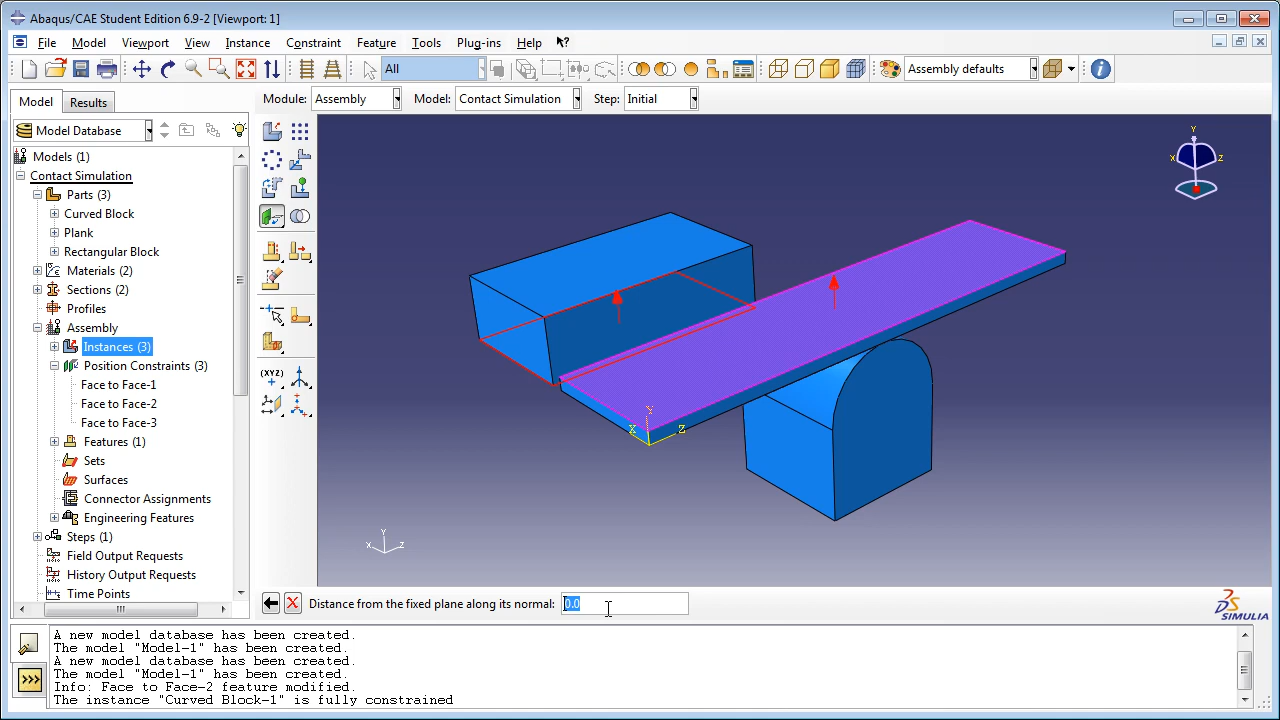 Abaqus/CAE Student Edition 6.9-2 [Viewport: 1]
File Model Viewport View Instance Constraint Feature Tools Plug-ins Help
All Assembly defaults
Model Results Module: Assembly Model: Contact Simulation Step: Initial
Model Database
Models (1)
Contact Simulation
Parts (3)
Curved Block
Plank
Rectangular Block
Materials (2)
Sections (2)
Profiles
Assembly
Instances (3)
Position Constraints (3)
Face to Face-1
Face to Face-2
Face to Face-3
Features (1)
Sets
Surfaces
Connector Assignments
Engineering Features
Steps (1)
Field Output Requests
History Output Requests
Time Points
(XYZ)
Y
X Z
Y
X Z
Y
X Z
Distance from the fixed plane along its normal: 0.0
SIMULIA
A new model database has been created.
The model "Model-1" has been created.
A new model database has been created.
The model "Model-1" has been created.
Info: Face to Face-2 feature modified.
The instance "Curved Block-1" is fully constrained
>>>